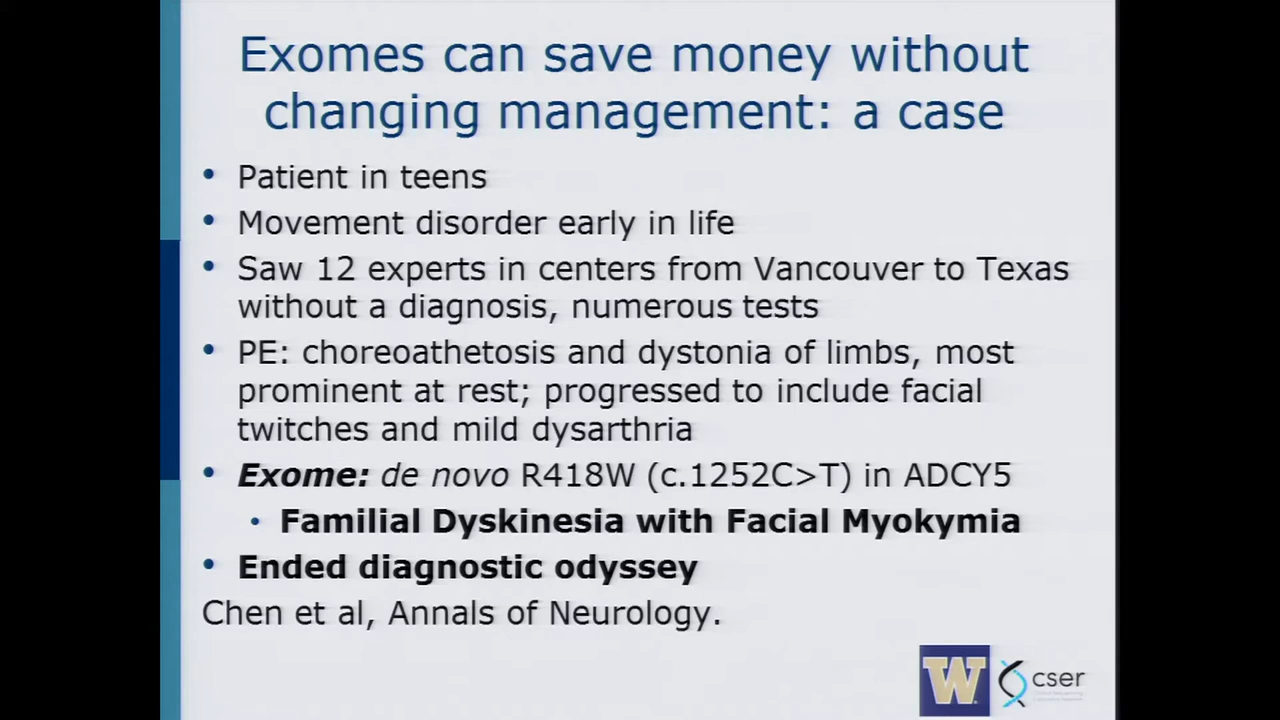 Exomes can save money without
changing management: a case
• Patient in teens
• Movement disorder early in life
• Saw 12 experts in centers from Vancouver to Texas
without a diagnosis, numerous tests
• PE: choreoathetosis and dystonia of limbs, most
prominent at rest; progressed to include facial
twitches and mild dysarthria
• Exome: de novo R418W (c.1252C>T) in ADCY5
• Familial Dyskinesia with Facial Myokymia
• Ended diagnostic odyssey
Chen et al, Annals of Neurology.
W
cser